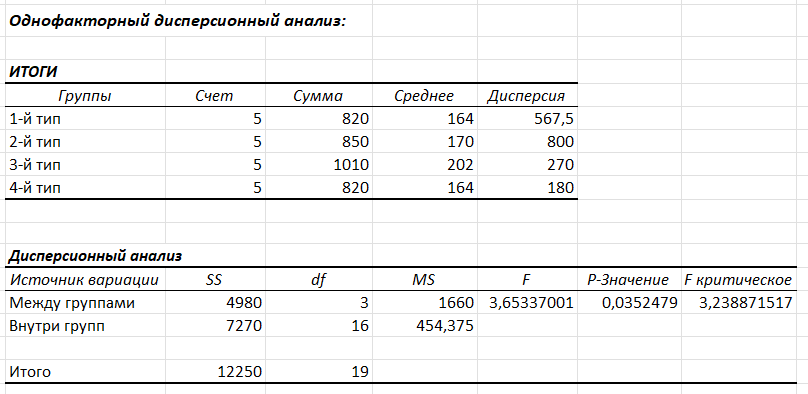 Однофакторный дисперсионный анализ:
ИТОГИ
Группы Счет Сумма Среднее Дисперсия
1-й тип 5 820 164 567,5
2-й тип 5 850 170 800
3-й тип 5 1010 202 270
4-й тип 5 820 164 180
Дисперсионный анализ
Источник вариации SS df MS F P-Значение F критическое
Между группами 4980 3 1660 3,65337001 0,0352479 3,238871517
Внутри групп 7270 16 454,375
Итого 12250 19